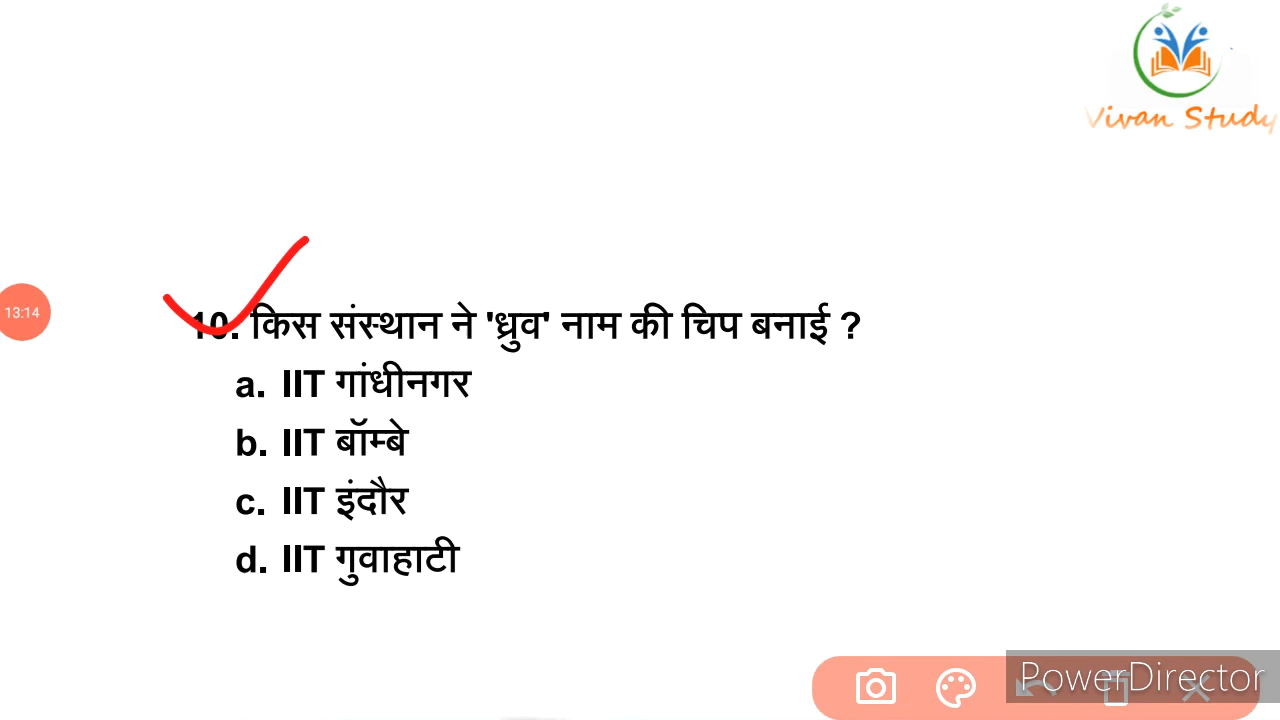 Vivan Study
13:14
10. किस संस्थान ने 'ध्रुव' नाम की चिप बनाई ?
a. IIT गांधीनगर
b. IIT बॉम्बे
c. IIT इंदौर
d. IIT गुवाहाटी
PowerDirector